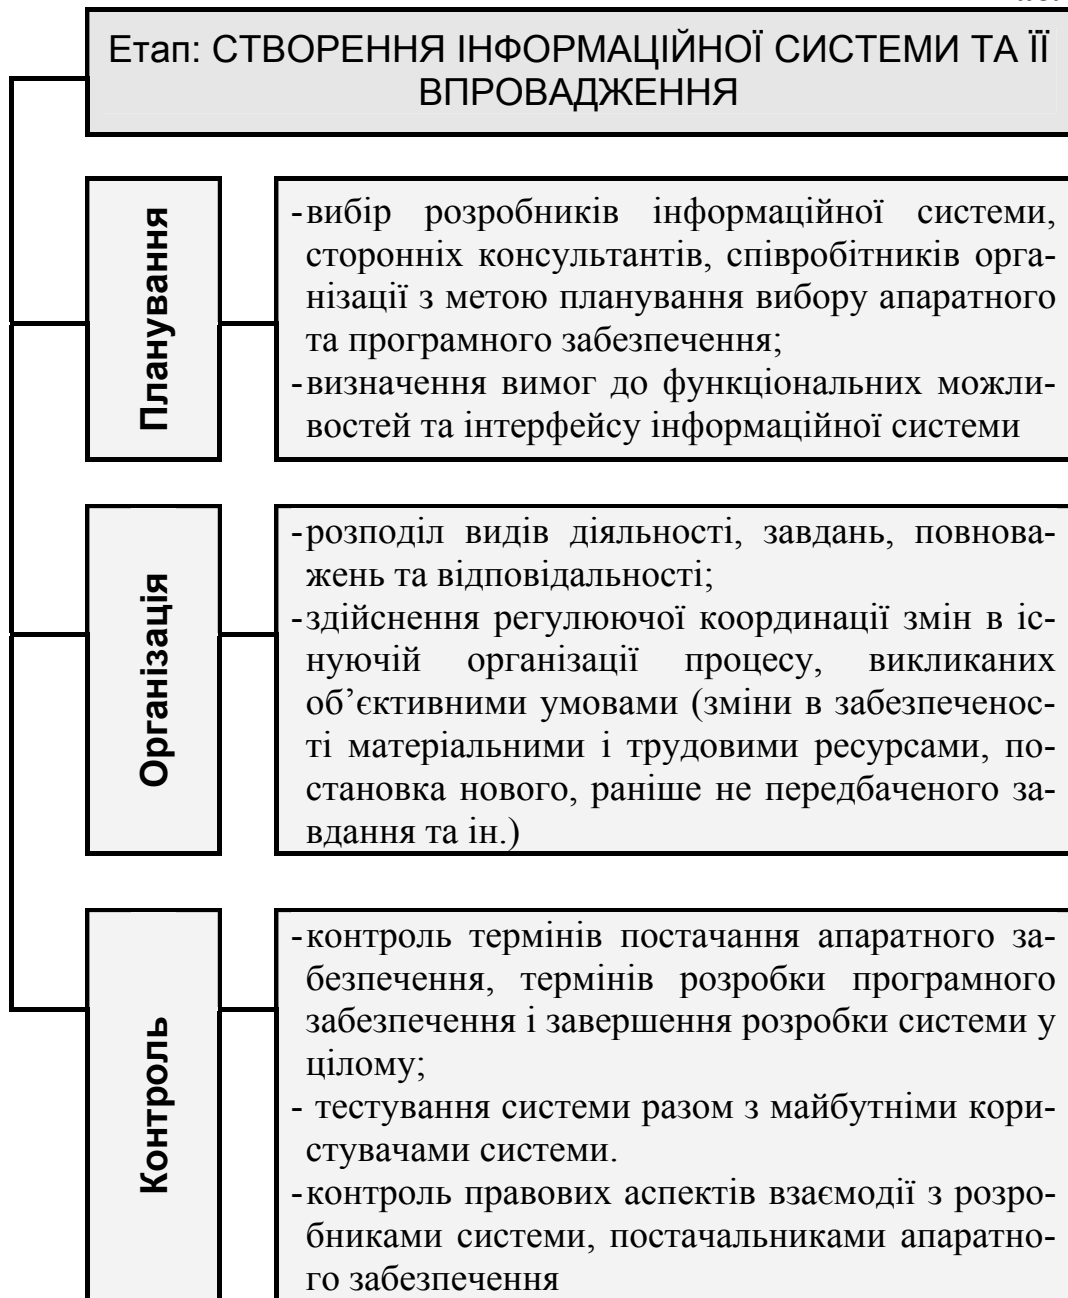 Етап: СТВОРЕННЯ ІНФОРМАЦІЙНОЇ СИСТЕМИ ТА ЇЇ
ВПРОВАДЖЕННЯ
Планування
-вибір розробників інформаційної системи,
сторонніх консультантів, співробітників орга-
нізації з метою планування вибору апаратного
та програмного забезпечення;
-визначення вимог до функціональних можли-
востей та інтерфейсу інформаційної системи
Організація
-розподіл видів діяльності, завдань, повнова-
жень та відповідальності;
-здійснення регулюючої координації змін в іс-
нуючій організації процесу, викликаних
об’єктивними умовами (зміни в забезпеченос-
ті матеріальними і трудовими ресурсами, по-
становка нового, раніше не передбаченого за-
вдання та ін.)
Контроль
-контроль термінів постачання апаратного за-
безпечення, термінів розробки програмного
забезпечення і завершення розробки системи у
цілому;
- тестування системи разом з майбутніми кори-
стувачами системи.
-контроль правових аспектів взаємодії з розро-
бниками системи, постачальниками апаратно-
го забезпечення